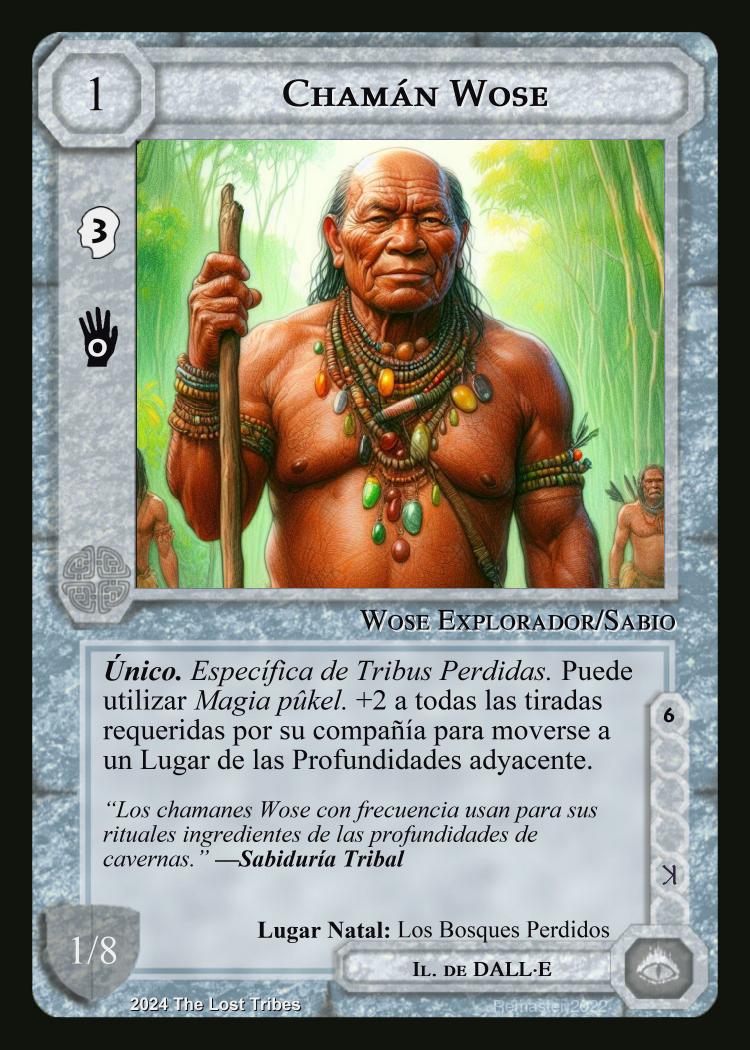 1
Chamán Wose
3
0
Wose Explorador/Sabio
Único. Específica de Tribus Perdidas. Puede
utilizar Magia pûkel. +2 a todas las tiradas
requeridas por su compañía para moverse a
un Lugar de las Profundidades adyacente.
6
“Los chamanes Wose con frecuencia usan para sus
rituales ingredientes de las profundidades de
cavernas.” —Sabiduría Tribal
Lugar Natal: Los Bosques Perdidos
1/8
Il. de DALL·E
2024 The Lost Tribes
Remaster 2022